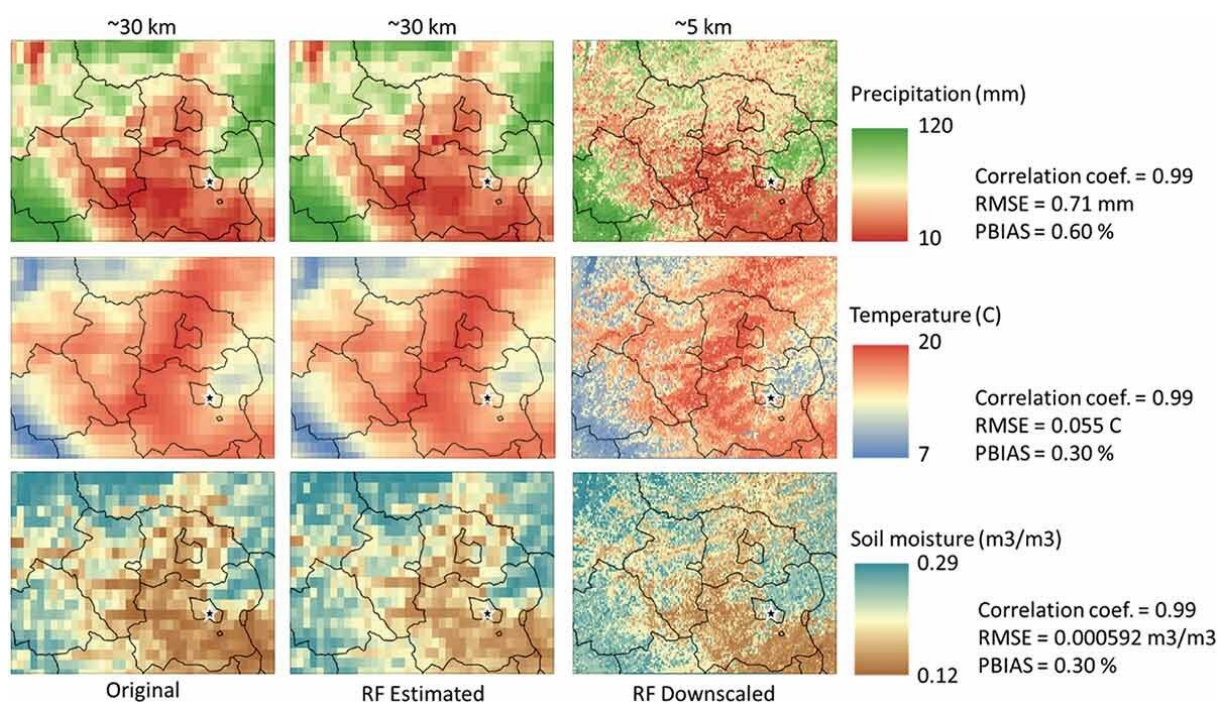 ~30 km
~30 km
~5 km
Precipitation (mm)
120
10
Correlation coef. = 0.99
RMSE = 0.71 mm
PBIAS = 0.60 %
Temperature (C)
20
7
Correlation coef. = 0.99
RMSE = 0.055 C
PBIAS = 0.30 %
Soil moisture (m3/m3)
0.29
0.12
Correlation coef. = 0.99
RMSE = 0.000592 m3/m3
PBIAS = 0.30 %
Original
RF Estimated
RF Downscaled